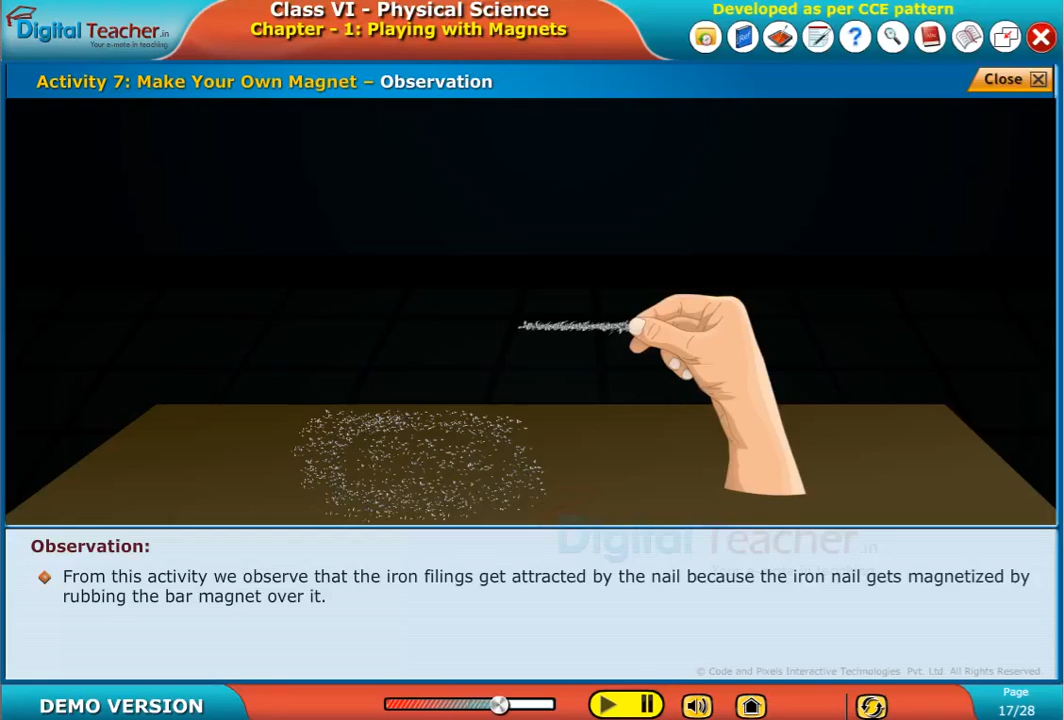 Digital Teacher.in
Your e-mate in teaching
Class VI - Physical Science
Chapter - 1: Playing with Magnets
Developed as per CCE pattern
Ref
?
Activity 7: Make Your Own Magnet – Observation
Close
Digital Teacher.in
Observation:
From this activity we observe that the iron filings get attracted by the nail because the iron nail gets magnetized by
rubbing the bar magnet over it.
© Code and Pixels Interactive Technologies Pvt. Ltd. All Rights Reserved
DEMO VERSION
Page
17/28